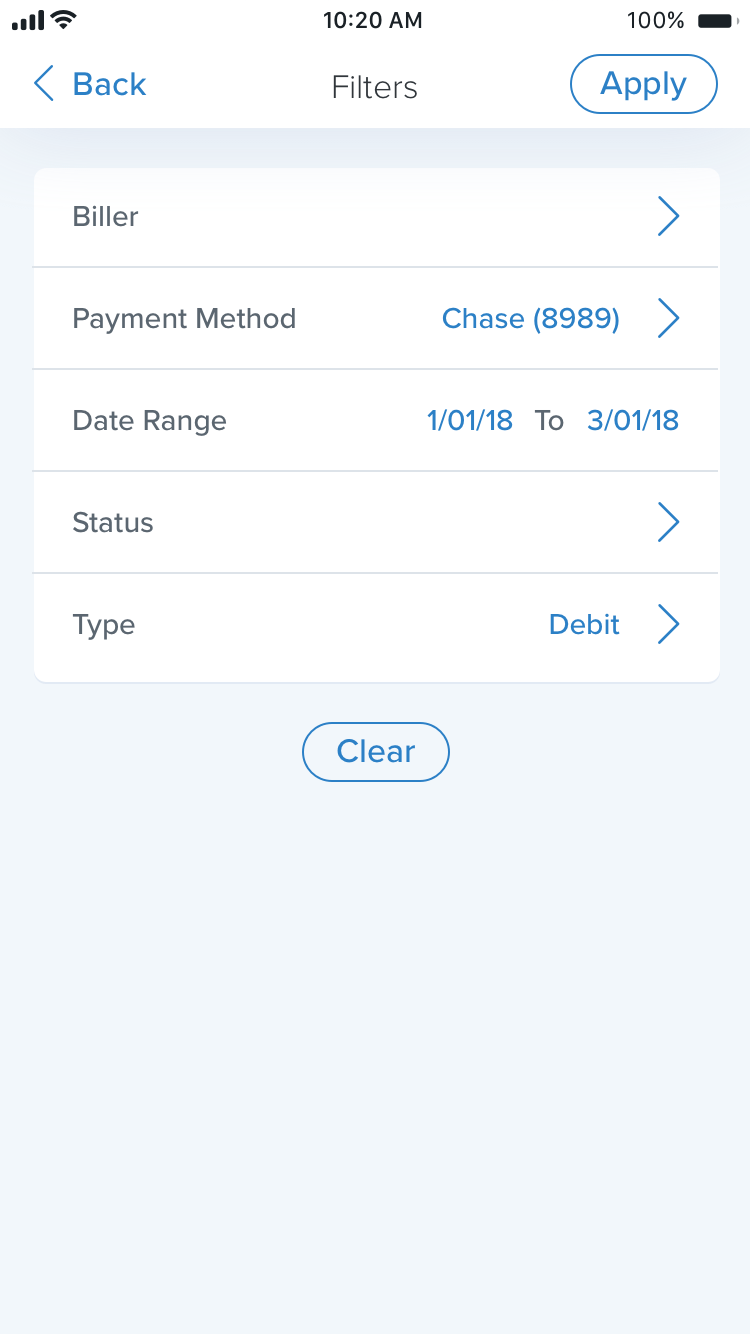 10:20 AM 100%
Back Filters Apply
Biller
Payment Method Chase (8989)
Date Range 1/01/18 To 3/01/18
Status
Type Debit
Clear